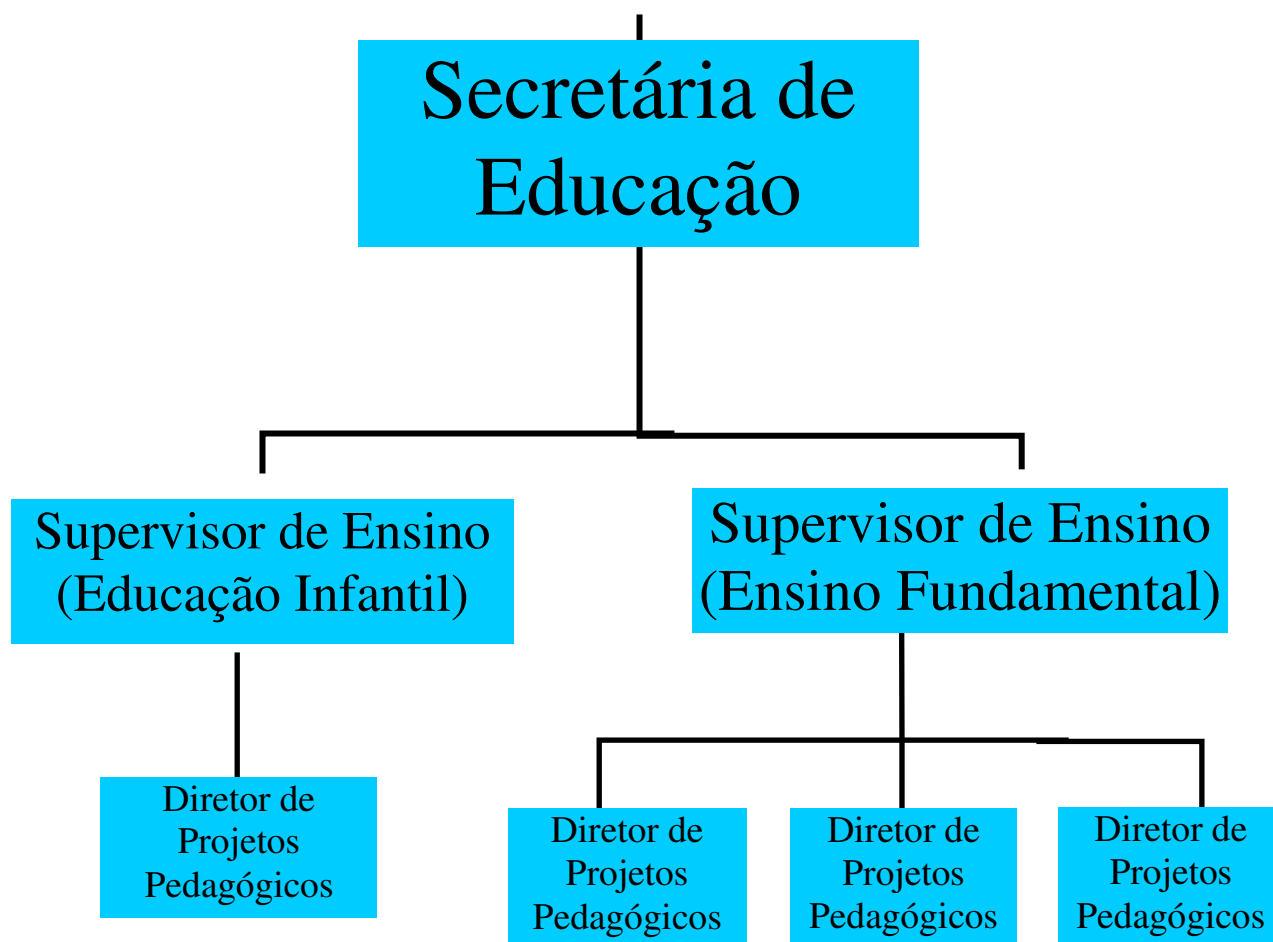 Secretária de
Educação
Supervisor de Ensino
(Educação Infantil)
Supervisor de Ensino
(Ensino Fundamental)
Diretor de
Projetos
Pedagógicos
Diretor de
Projetos
Pedagógicos
Diretor de
Projetos
Pedagógicos
Diretor de
Projetos
Pedagógicos